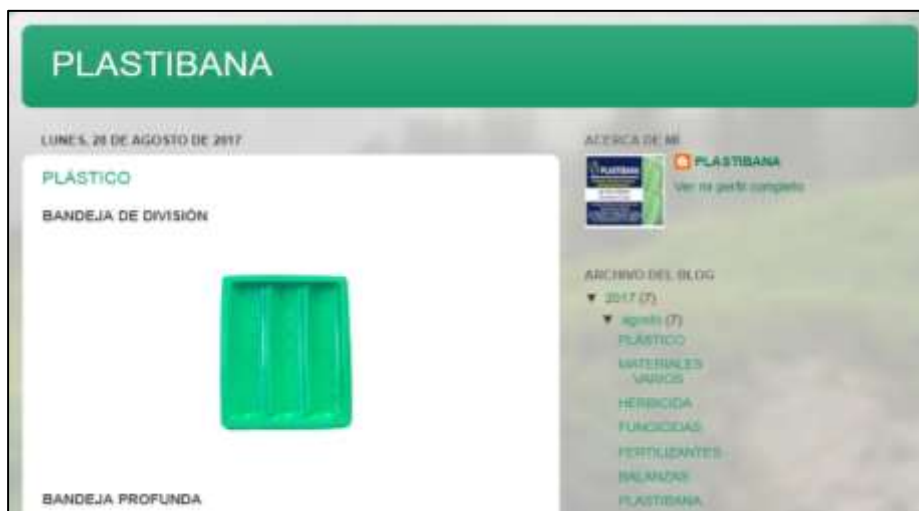 PLASTIBANA
LUNES, 28 DE AGOSTO DE 2017
PLÁSTICO
BANDEJA DE DIVISIÓN
BANDEJA PROFUNDA
ACERCA DE MI
PLASTIBANA
PLASTIBANA
Ver mi perfil completo
ARCHIVO DEL BLOG
▼ 2017 (7)
▼ agosto (7)
PLÁSTICO
MATERIALES
VARIOS
HERBICIDA
FUNGICIDAS
FERTILIZANTES
BALANZAS
PLASTIBANA